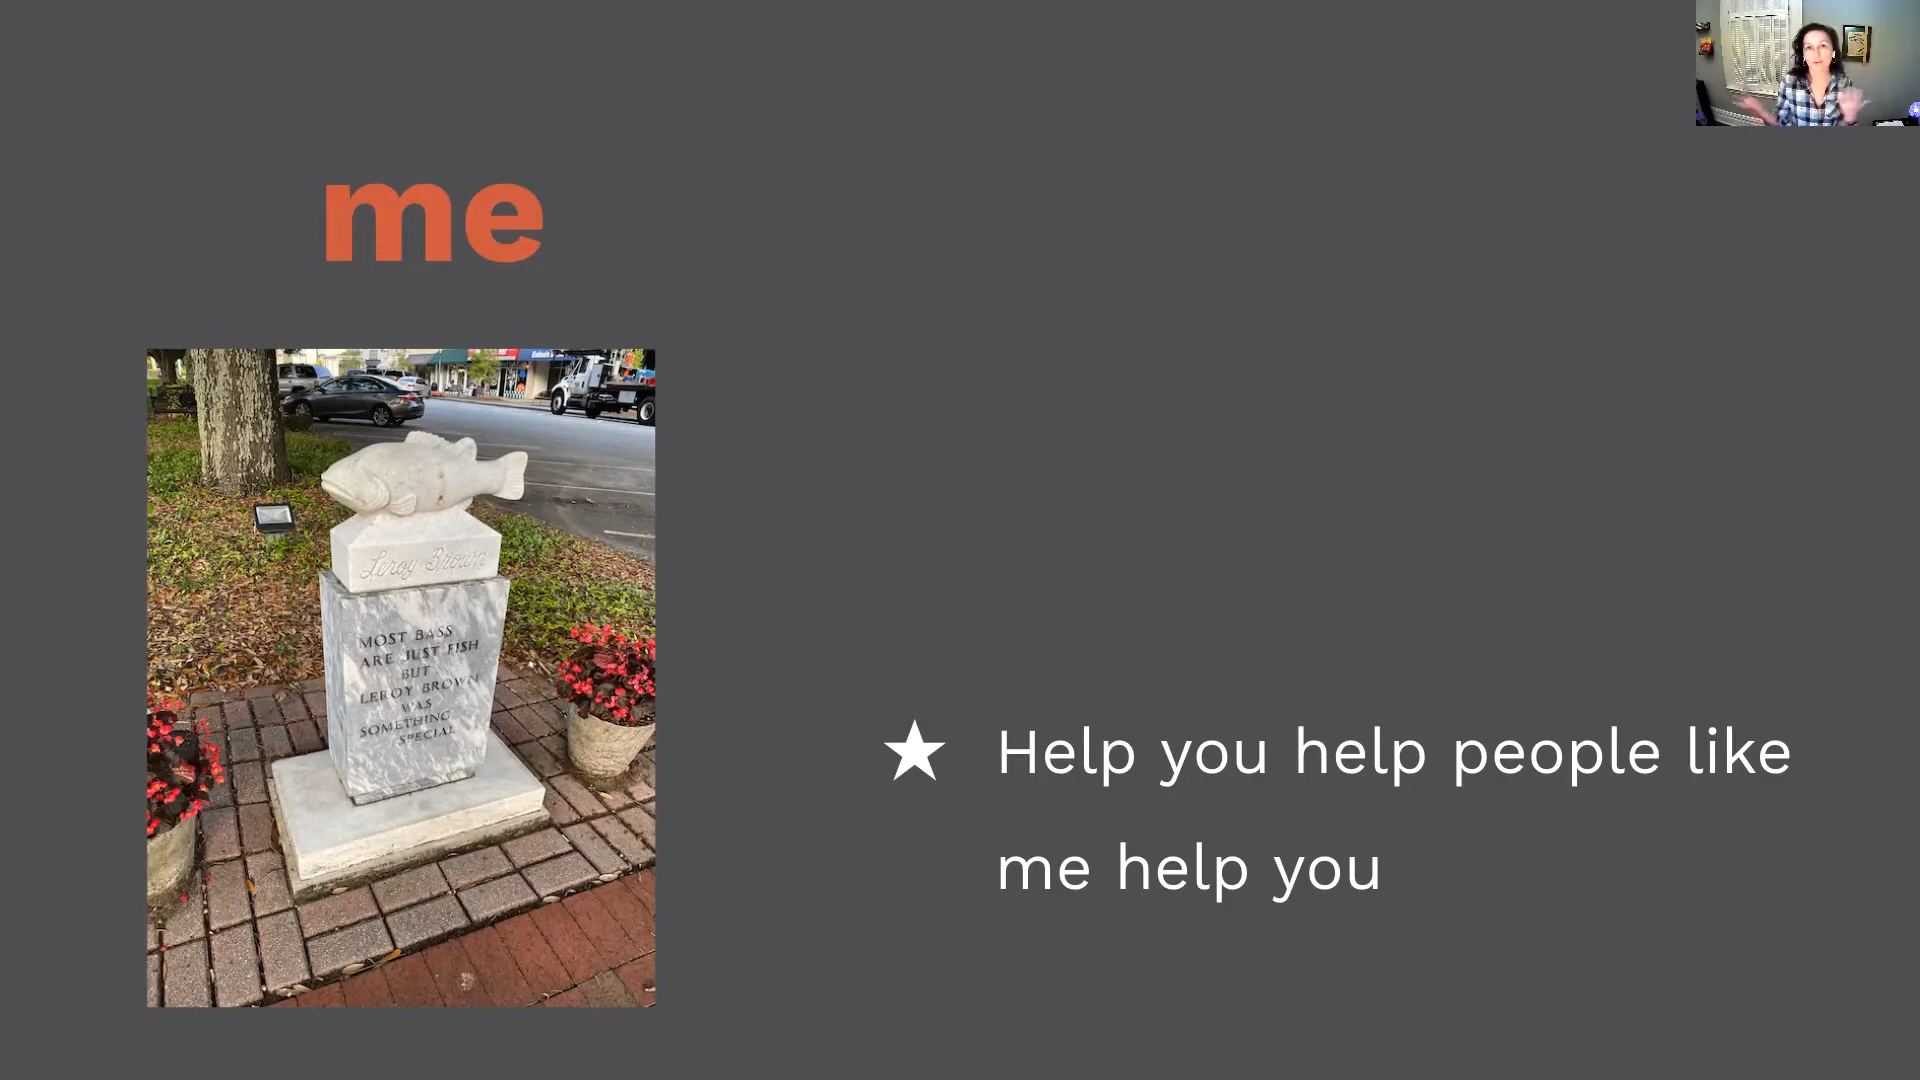 me
Leroy Brown
MOST BASS
ARE JUST FISH
BUT
LEROY BROWN
WAS
SOMETHING
SPECIAL
★ Help you help people like
me help you